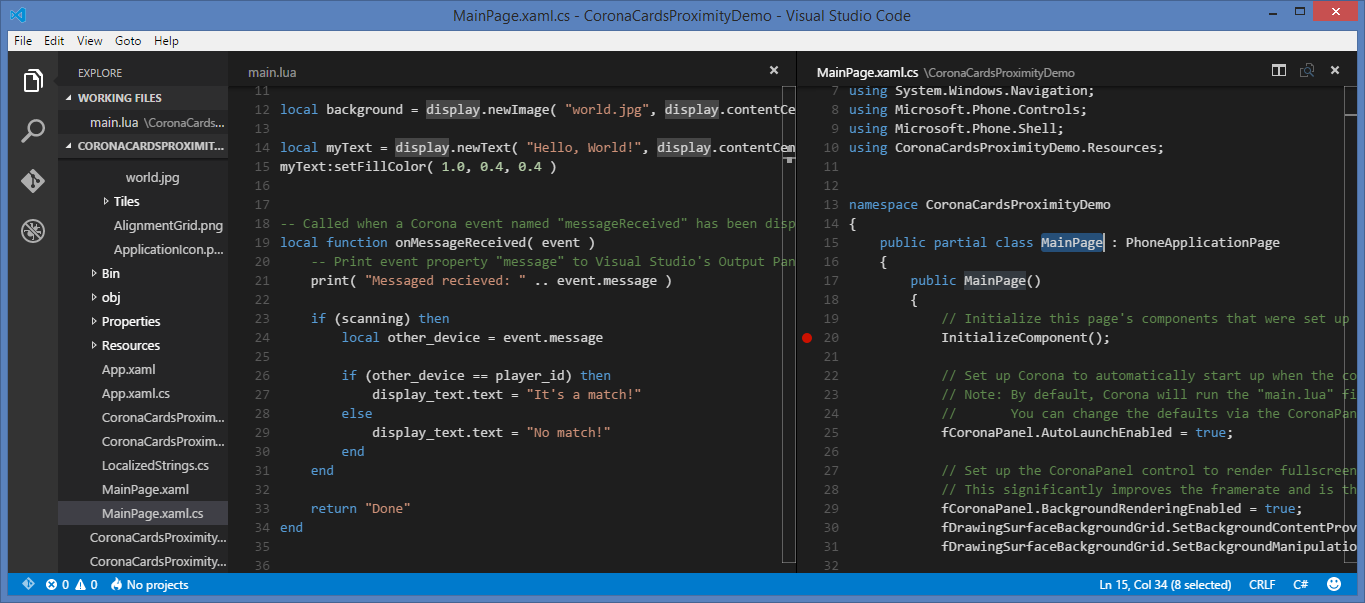 MainPage.xaml.cs - CoronaCardsProximityDemo - Visual Studio Code
File Edit View Goto Help
EXPLORE
WORKING FILES
main.lua \CoronaCards...
CORONACARDSPROXIMIT...
world.jpg
Tiles
AlignmentGrid.png
ApplicationIcon.p...
Bin
obj
Properties
Resources
App.xaml
App.xaml.cs
CoronaCardsProxim...
CoronaCardsProxim...
LocalizedStrings.cs
MainPage.xaml
MainPage.xaml.cs
CoronaCardsProximity...
CoronaCardsProximity...
main.lua
11
12 local background = display.newImage( "world.jpg", display.contentCe
13
14 local myText = display.newText( "Hello, World!", display.contentCen
15 myText:setFillColor( 1.0, 0.4, 0.4 )
16
17
18 -- Called when a Corona event named "messageReceived" has been disp
19 local function onMessageReceived( event )
20 -- Print event property "message" to Visual Studio's Output Pan
21 print( "Messaged recieved: " .. event.message )
22
23 if (scanning) then
24 local other_device = event.message
25
26 if (other_device == player_id) then
27 display_text.text = "It's a match!"
28 else
29 display_text.text = "No match!"
30 end
31 end
32
33 return "Done"
34 end
35
36
MainPage.xaml.cs \CoronaCardsProximityDemo
7 using System.Windows.Navigation;
8 using Microsoft.Phone.Controls;
9 using Microsoft.Phone.Shell;
10 using CoronaCardsProximityDemo.Resources;
11
12
13 namespace CoronaCardsProximityDemo
14 {
15 public partial class MainPage : PhoneApplicationPage
16 {
17 public MainPage()
18 {
19 // Initialize this page's components that were set up
20 InitializeComponent();
21
22 // Set up Corona to automatically start up when the co
23 // Note: By default, Corona will run the "main.lua" fi
24 // You can change the defaults via the CoronaPan
25 fCoronaPanel.AutoLaunchEnabled = true;
26
27 // Set up the CoronaPanel control to render fullscreen
28 // This significantly improves the framerate and is th
29 fCoronaPanel.BackgroundRenderingEnabled = true;
30 fDrawingSurfaceBackgroundGrid.SetBackgroundContentProv
31 fDrawingSurfaceBackgroundGrid.SetBackgroundManipulatio
32
0 0 No projects
Ln 15, Col 34 (8 selected) CRLF C#